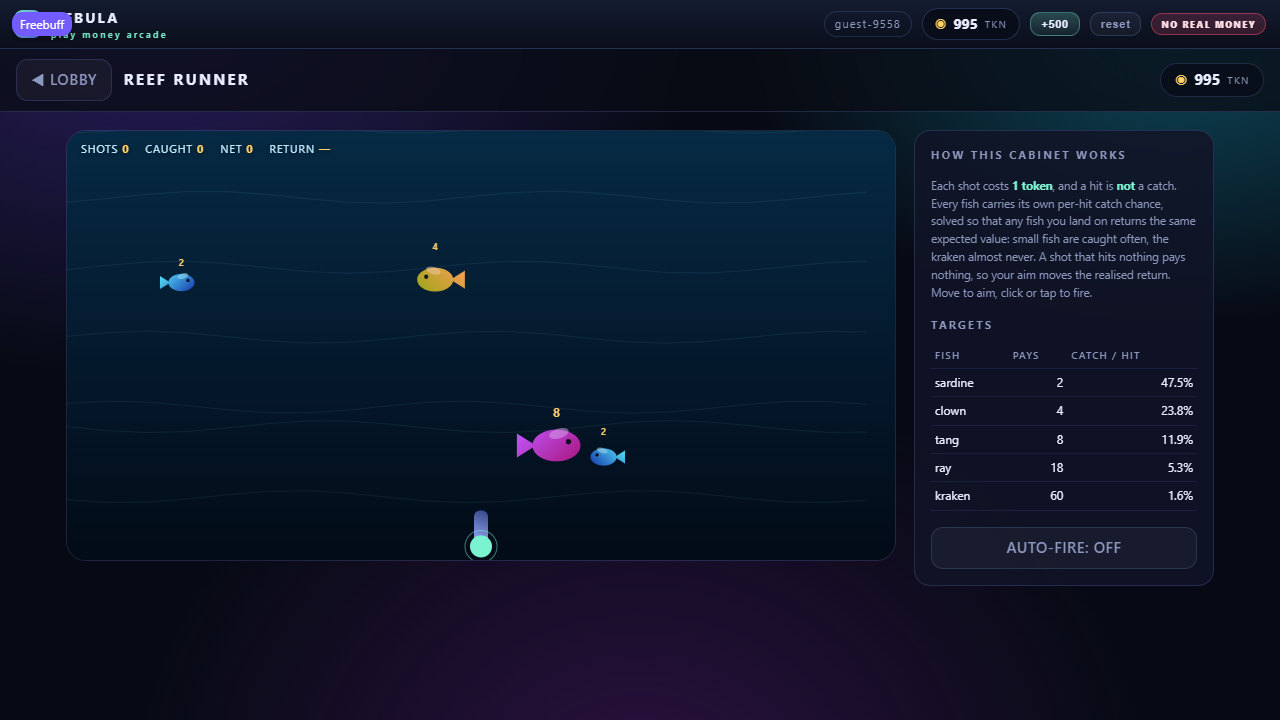 Freebuff
EBULA
play money arcade
guest-9558
995 TKN
+500
reset
NO REAL MONEY
◀ LOBBY
REEF RUNNER
995 TKN
SHOTS 0 CAUGHT 0 NET 0 RETURN —
4
2
8
2
HOW THIS CABINET WORKS
Each shot costs 1 token, and a hit is not a catch.
Every fish carries its own per-hit catch chance,
solved so that any fish you land on returns the same
expected value: small fish are caught often, the
kraken almost never. A shot that hits nothing pays
nothing, so your aim moves the realised return.
Move to aim, click or tap to fire.
TARGETS
FISH PAYS CATCH / HIT
sardine 2 47.5%
clown 4 23.8%
tang 8 11.9%
ray 18 5.3%
kraken 60 1.6%
AUTO-FIRE: OFF